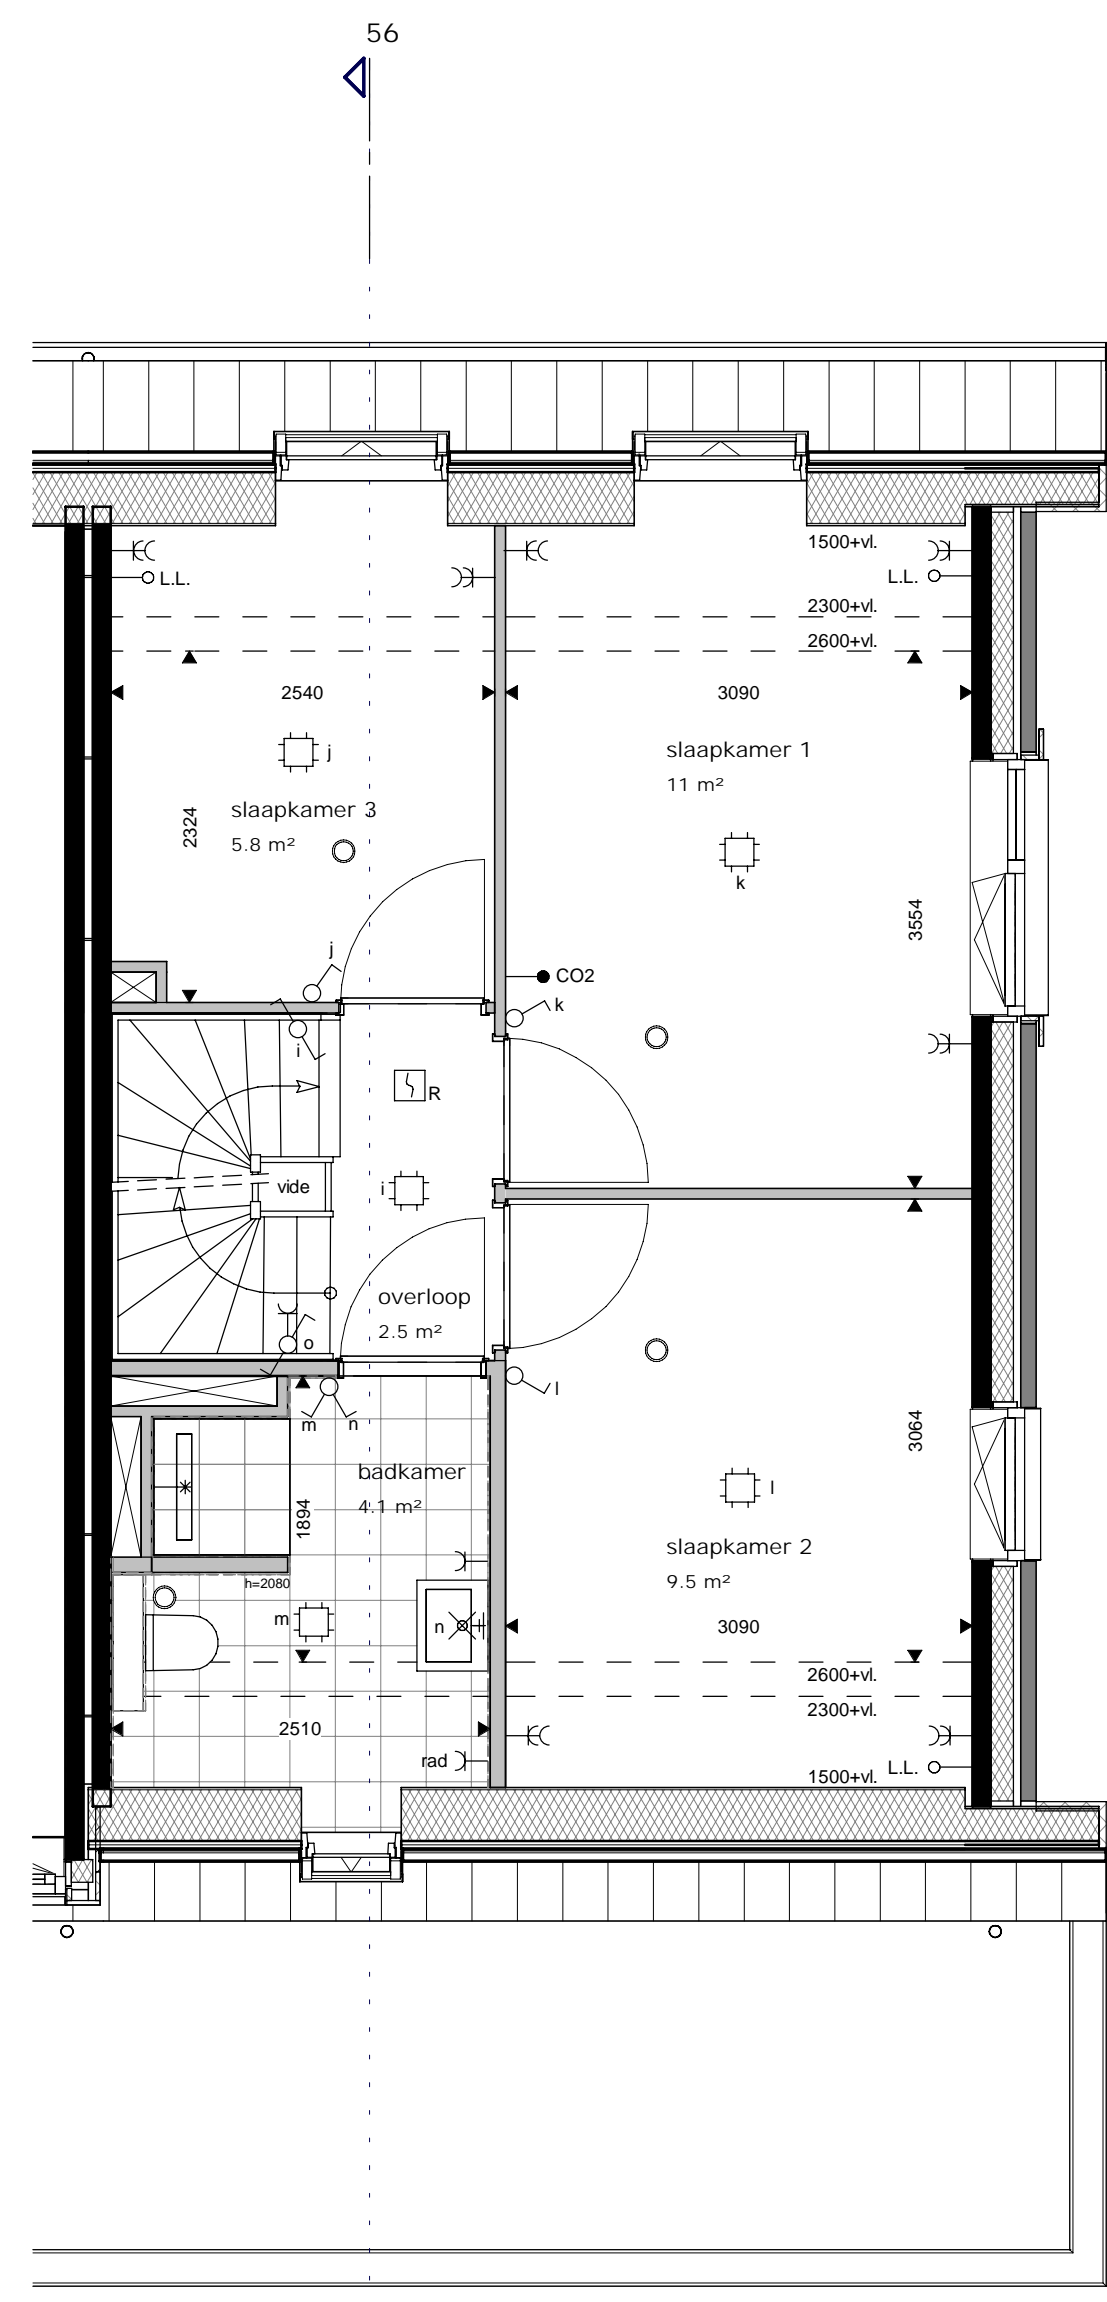 56
1500+vl.
L.L.
L.L.
2300+vl.
2600+vl.
2540
3090
slaapkamer 1
11 m²
j
slaapkamer 3
5.8 m²
2324
k
3554
j
CO2
k
i
R
vide
i
overloop
2.5 m²
o
l
m
n
badkamer
4.1 m²
1894
3064
l
slaapkamer 2
9.5 m²
h=2080
m
n
3090
2600+vl.
2300+vl.
2510
rad
L.L.
1500+vl.